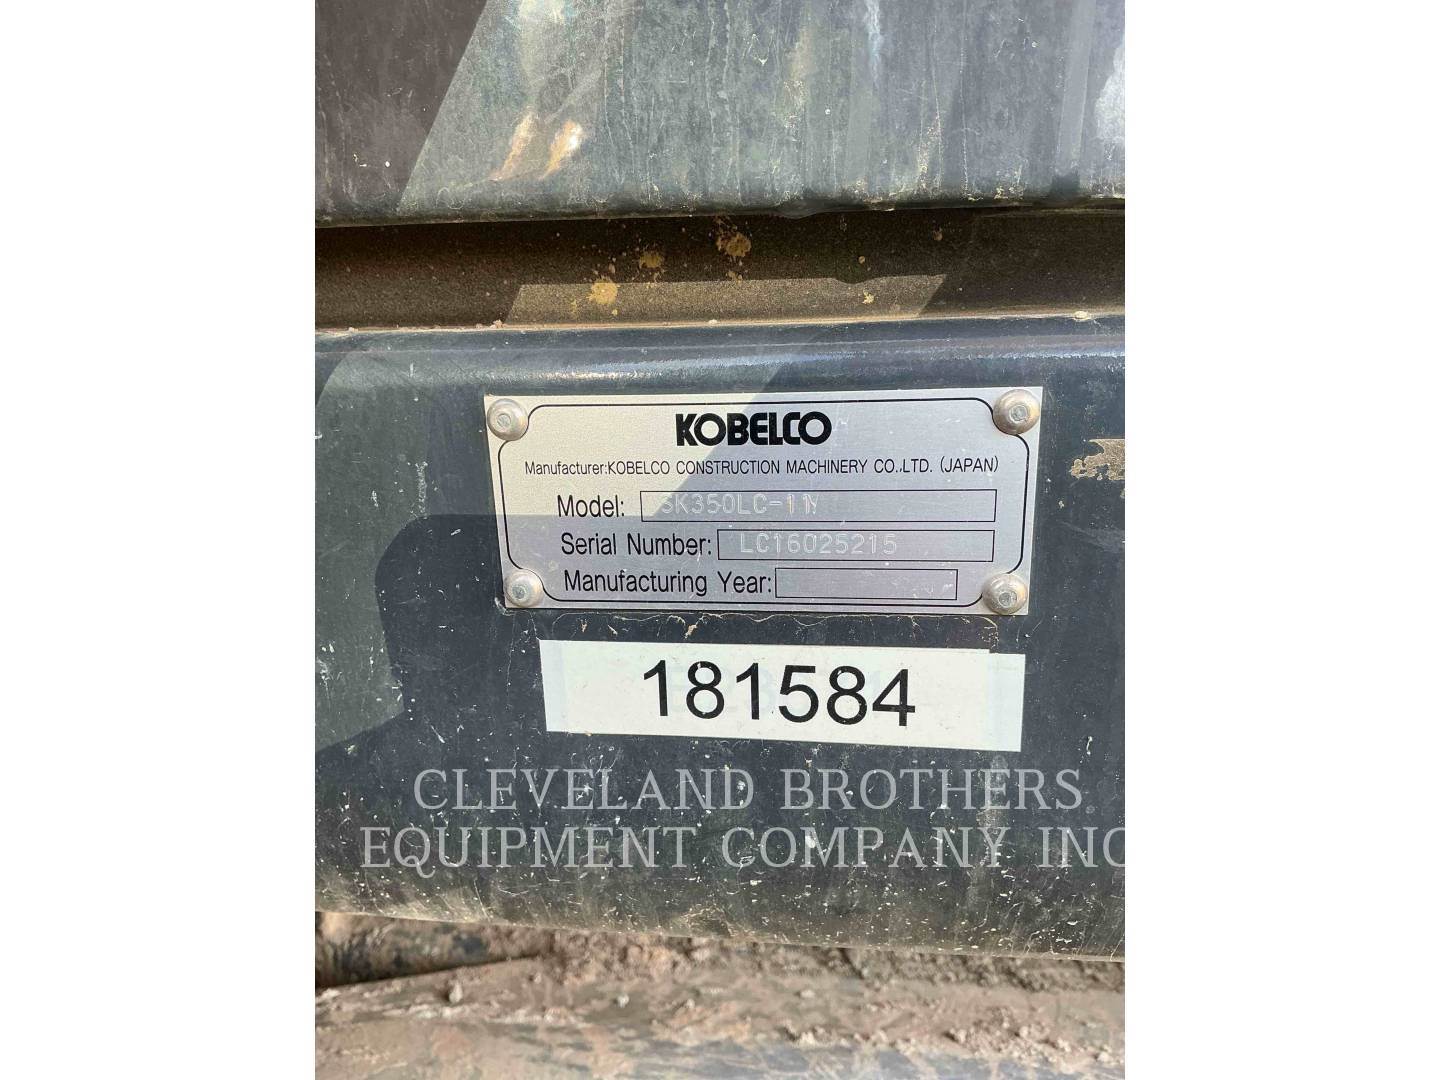 KOBELCO
Manufacturer:KOBELCO CONSTRUCTION MACHINERY CO.,LTD. (JAPAN)
Model: SK350LC-11
Serial Number: LC16025215
Manufacturing Year:
181584
CLEVELAND BROTHERS
EQUIPMENT COMPANY INC